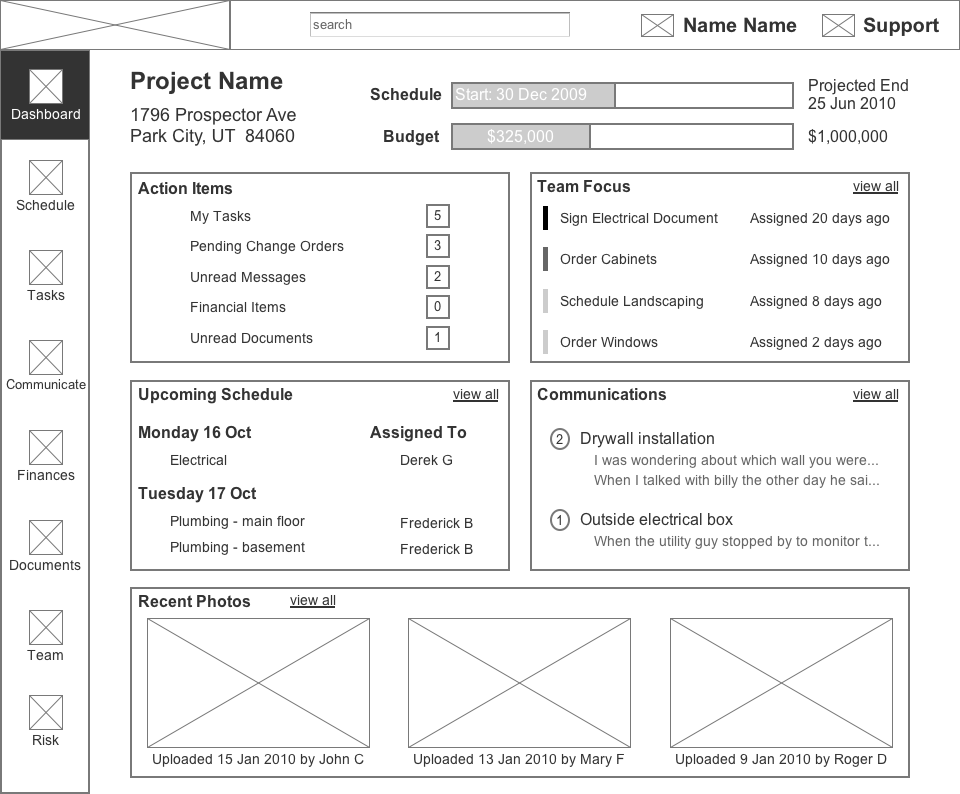 search
Name Name
Support
Dashboard
Schedule
Tasks
Communicate
Finances
Documents
Team
Risk
Project Name
1796 Prospector Ave
Park City, UT  84060
Schedule
Start: 30 Dec 2009
Projected End
25 Jun 2010
Budget
$325,000
$1,000,000
Action Items
My Tasks 5
Pending Change Orders 3
Unread Messages 2
Financial Items 0
Unread Documents 1
Team Focus view all
Sign Electrical Document Assigned 20 days ago
Order Cabinets Assigned 10 days ago
Schedule Landscaping Assigned 8 days ago
Order Windows Assigned 2 days ago
Upcoming Schedule view all
Monday 16 Oct Assigned To
Electrical Derek G
Tuesday 17 Oct
Plumbing - main floor Frederick B
Plumbing - basement Frederick B
Communications view all
2 Drywall installation
I was wondering about which wall you were...
When I talked with billy the other day he sai...
1 Outside electrical box
When the utility guy stopped by to monitor t...
Recent Photos view all
Uploaded 15 Jan 2010 by John C
Uploaded 13 Jan 2010 by Mary F
Uploaded 9 Jan 2010 by Roger D